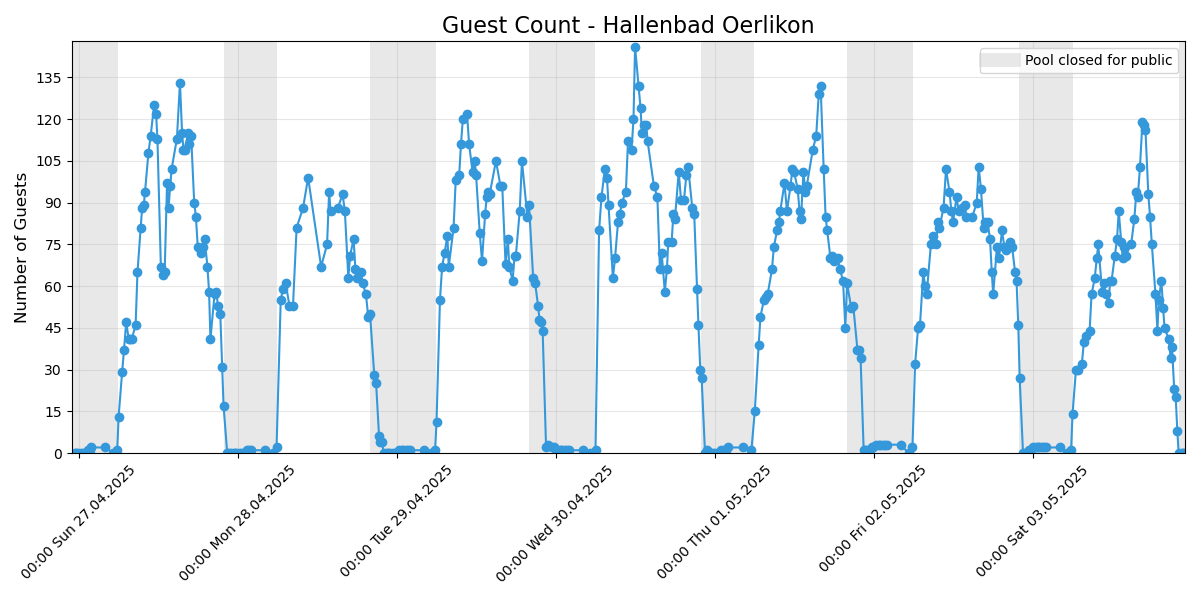 Guest Count - Hallenbad Oerlikon
Pool closed for public
Number of Guests
135
120
105
90
75
60
45
30
15
0
00:00 Sun 27.04.2025
00:00 Mon 28.04.2025
00:00 Tue 29.04.2025
00:00 Wed 30.04.2025
00:00 Thu 01.05.2025
00:00 Fri 02.05.2025
00:00 Sat 03.05.2025